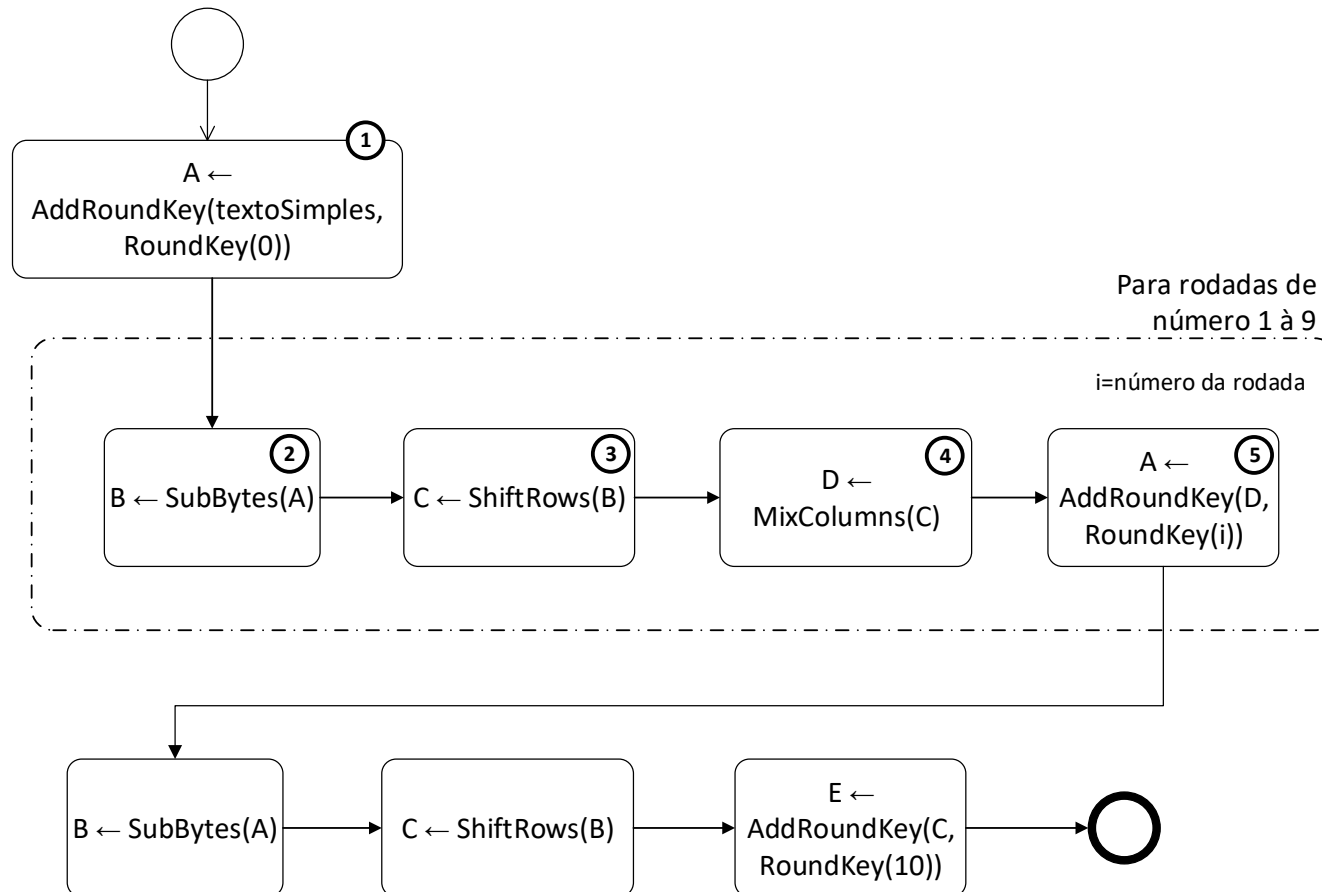 1
A ←
AddRoundKey(textoSimples,
RoundKey(0))
Para rodadas de
número 1 à 9
i=número da rodada
2
B ← SubBytes(A)
3
C ← ShiftRows(B)
4
D ←
MixColumns(C)
5
A ←
AddRoundKey(D,
RoundKey(i))
B ← SubBytes(A)
C ← ShiftRows(B)
E ←
AddRoundKey(C,
RoundKey(10))